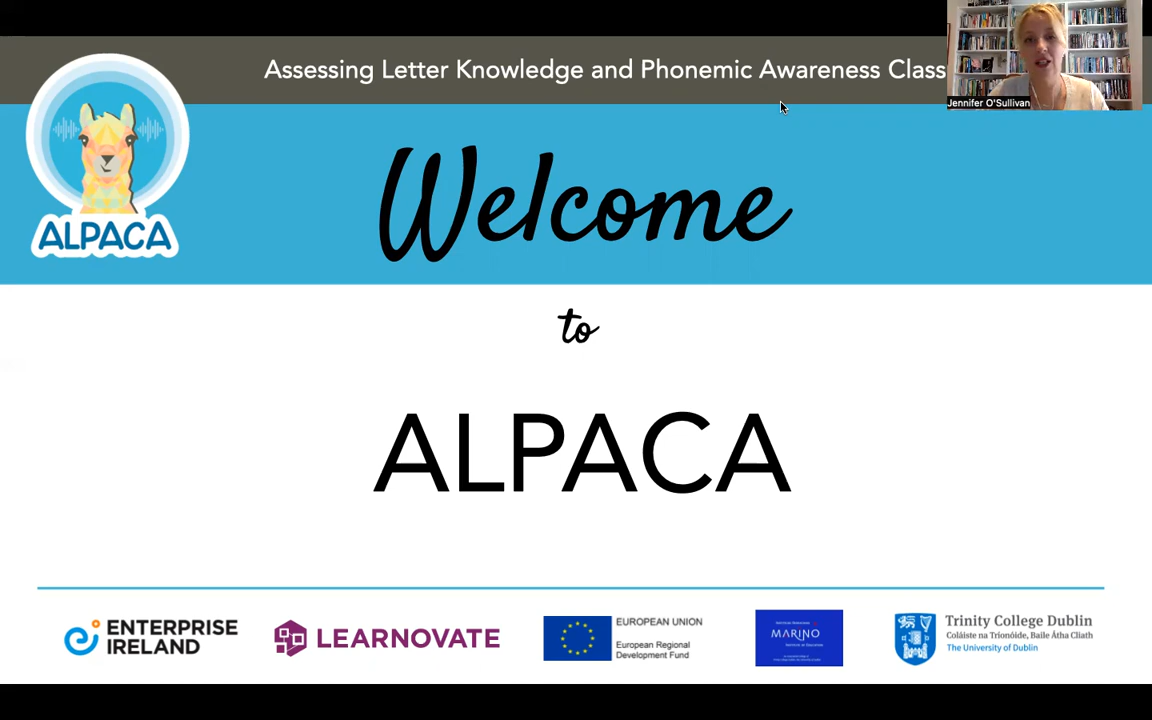 Assessing Letter Knowledge and Phonemic Awareness Class
Jennifer O'Sullivan
ALPACA
Welcome
to
ALPACA
ENTERPRISE
IRELAND
LEARNOVATE
EUROPEAN UNION
European Regional
Development Fund
MARINO
Trinity College Dublin
Coláiste na Tríonóide, Baile Átha Cliath
The University of Dublin